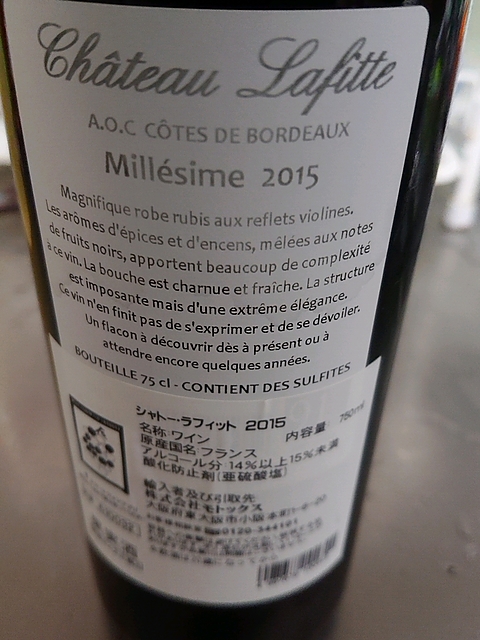 Château Lafitte
A.O.C CÔTES DE BORDEAUX
Millésime 2015
Magnifique robe rubis aux reflets violines.
Les arômes d'épices et d'encens, mêlées aux notes
de fruits noirs, apportent beaucoup de complexité
à ce vin. La bouche est charnue et fraîche. La structure
est imposante mais d'une extrême élégance.
Ce vin n'en finit pas de s'exprimer et de se dévoiler.
Un flacon à découvrir dès à présent ou à
attendre encore quelques années.
BOUTEILLE 75 cl - CONTIENT DES SULFITES
シャトー・ラフィット 2015
名称 ワイン 内容量 750ml
原産国名 フランス
アルコール分 14%以上15%未満
酸化防止剤(亜硫酸塩)
輸入者及び引取先
株式会社モトックス
大阪府東大阪市小阪本町
0120-344101